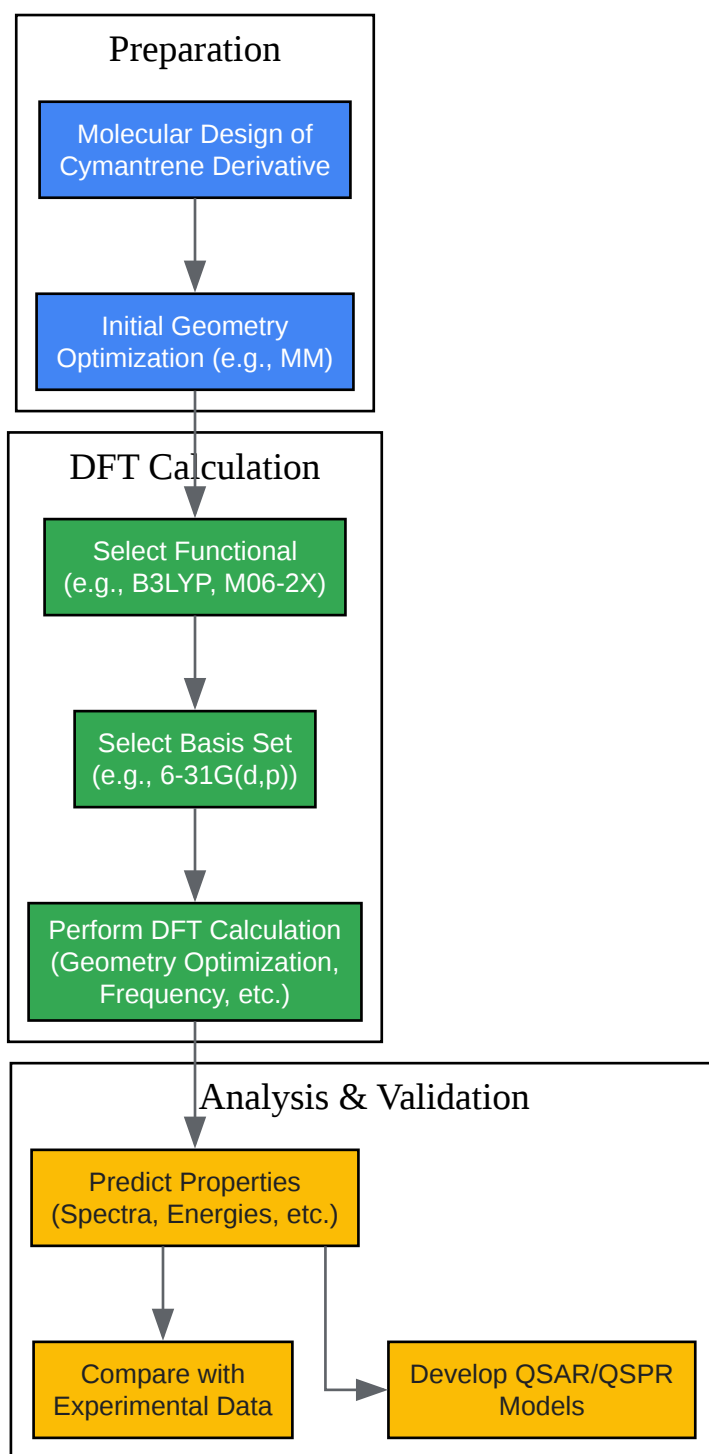 Preparation
Molecular Design of
Cymantrene Derivative
Initial Geometry
Optimization (e.g., MM)
DFT Calculation
Select Functional
(e.g., B3LYP, M06-2X)
Select Basis Set
(e.g., 6-31G(d,p))
Perform DFT Calculation
(Geometry Optimization,
Frequency, etc.)
Analysis & Validation
Predict Properties
(Spectra, Energies, etc.)
Compare with
Experimental Data
Develop QSAR/QSPR
Models